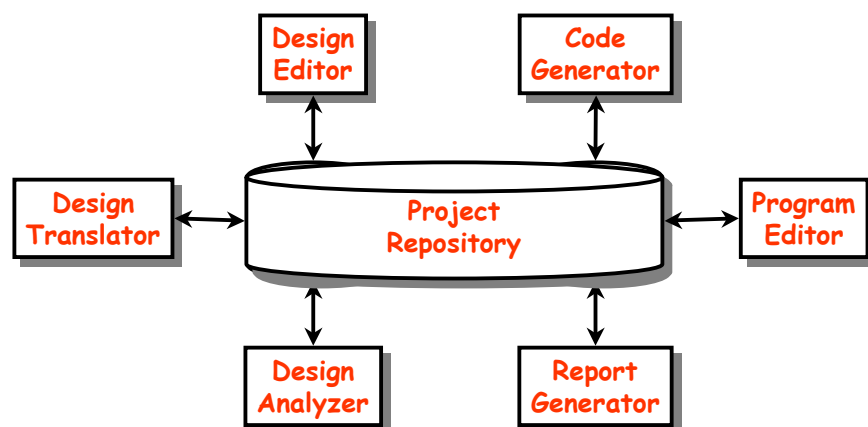 Design
Editor
Code
Generator
Design
Translator
Project
Repository
Program
Editor
Design
Analyzer
Report
Generator